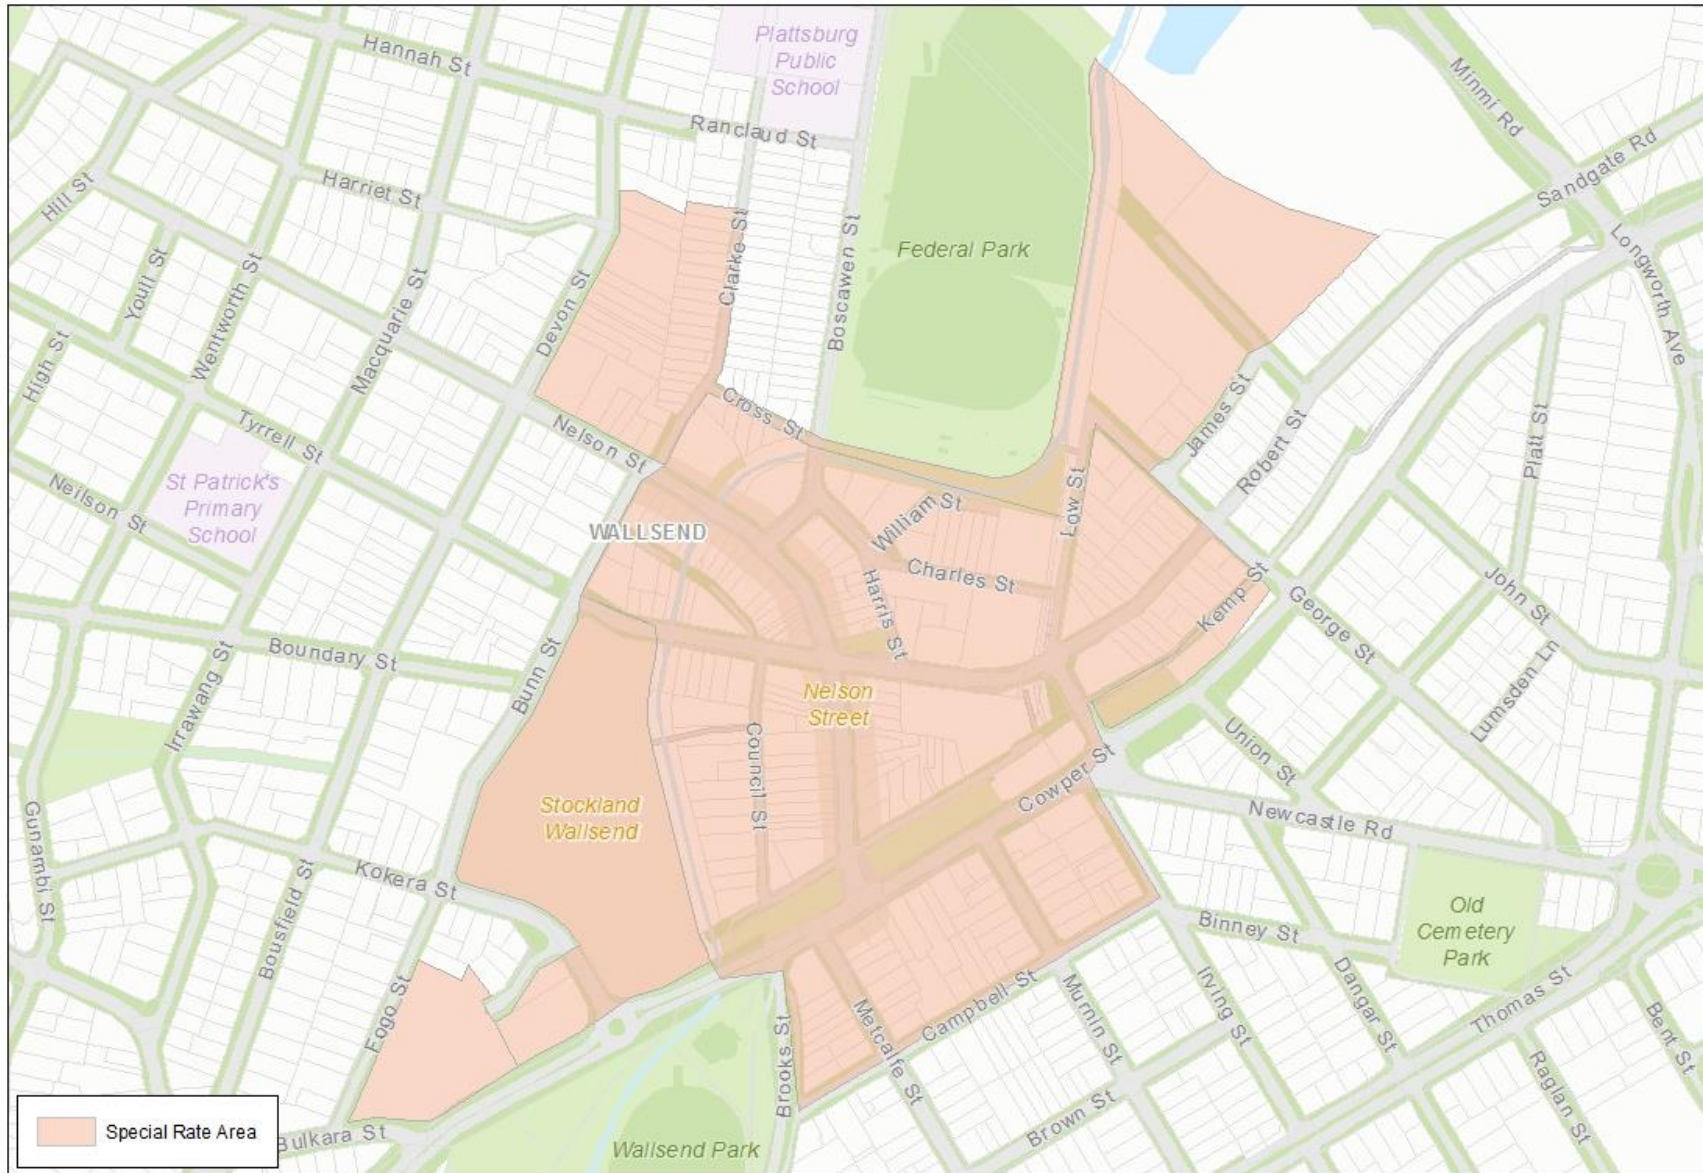 Hannah St
Plattsburg
Public
School
Ranclaud St
Minmi Rd
Sandgate Rd
Hill St
Harriet St
Clarke St
Boscawen St
Federal Park
Longworth Ave
Youll St
Wentworth St
Macquarie St
Devon St
High St
Tyrrell St
Nelson St
Cross St
James St
Robert St
Platt St
Neilson St
St Patrick's
Primary
School
WALLSEND
William St
Low St
Charles St
Harris St
Kemp St
George St
John St
Lumsden Ln
Boundary St
Irrawang St
Bunn St
Nelson
Street
Council St
Cowper St
Union St
Newcastle Rd
Stockland
Wallsend
Gunambi St
Bousfield St
Kokera St
Fogo St
Old
Cemetery
Park
Binney St
Irving St
Dangar St
Thomas St
Bent St
Raglan St
Metcalfe St
Campbell St
Murnin St
Brooks St
Brown St
Wallsend Park
Bulkara St
Special Rate Area